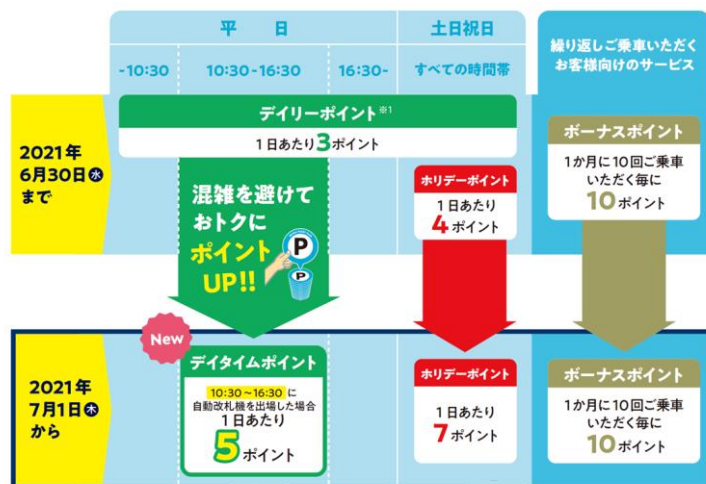 平 日
土日祝日
繰り返しご乗車いただく
お客様向けのサービス
-10:30
10:30-16:30
16:30-
すべての時間帯
2021年
6月30日㊌
まで
デイリーポイント※1
1日あたり3ポイント
混雑を避けて
おトクに
ポイント
UP!!
P
P
ホリデーポイント
1日あたり
4ポイント
ボーナスポイント
1か月に10回ご乗車
いただく毎に
10ポイント
New
2021年
7月1日㊍
から
デイタイムポイント
10:30~16:30に
自動改札機を出場した場合
1日あたり
5ポイント
ホリデーポイント
1日あたり
7ポイント
ボーナスポイント
1か月に10回ご乗車
いただく毎に
10ポイント